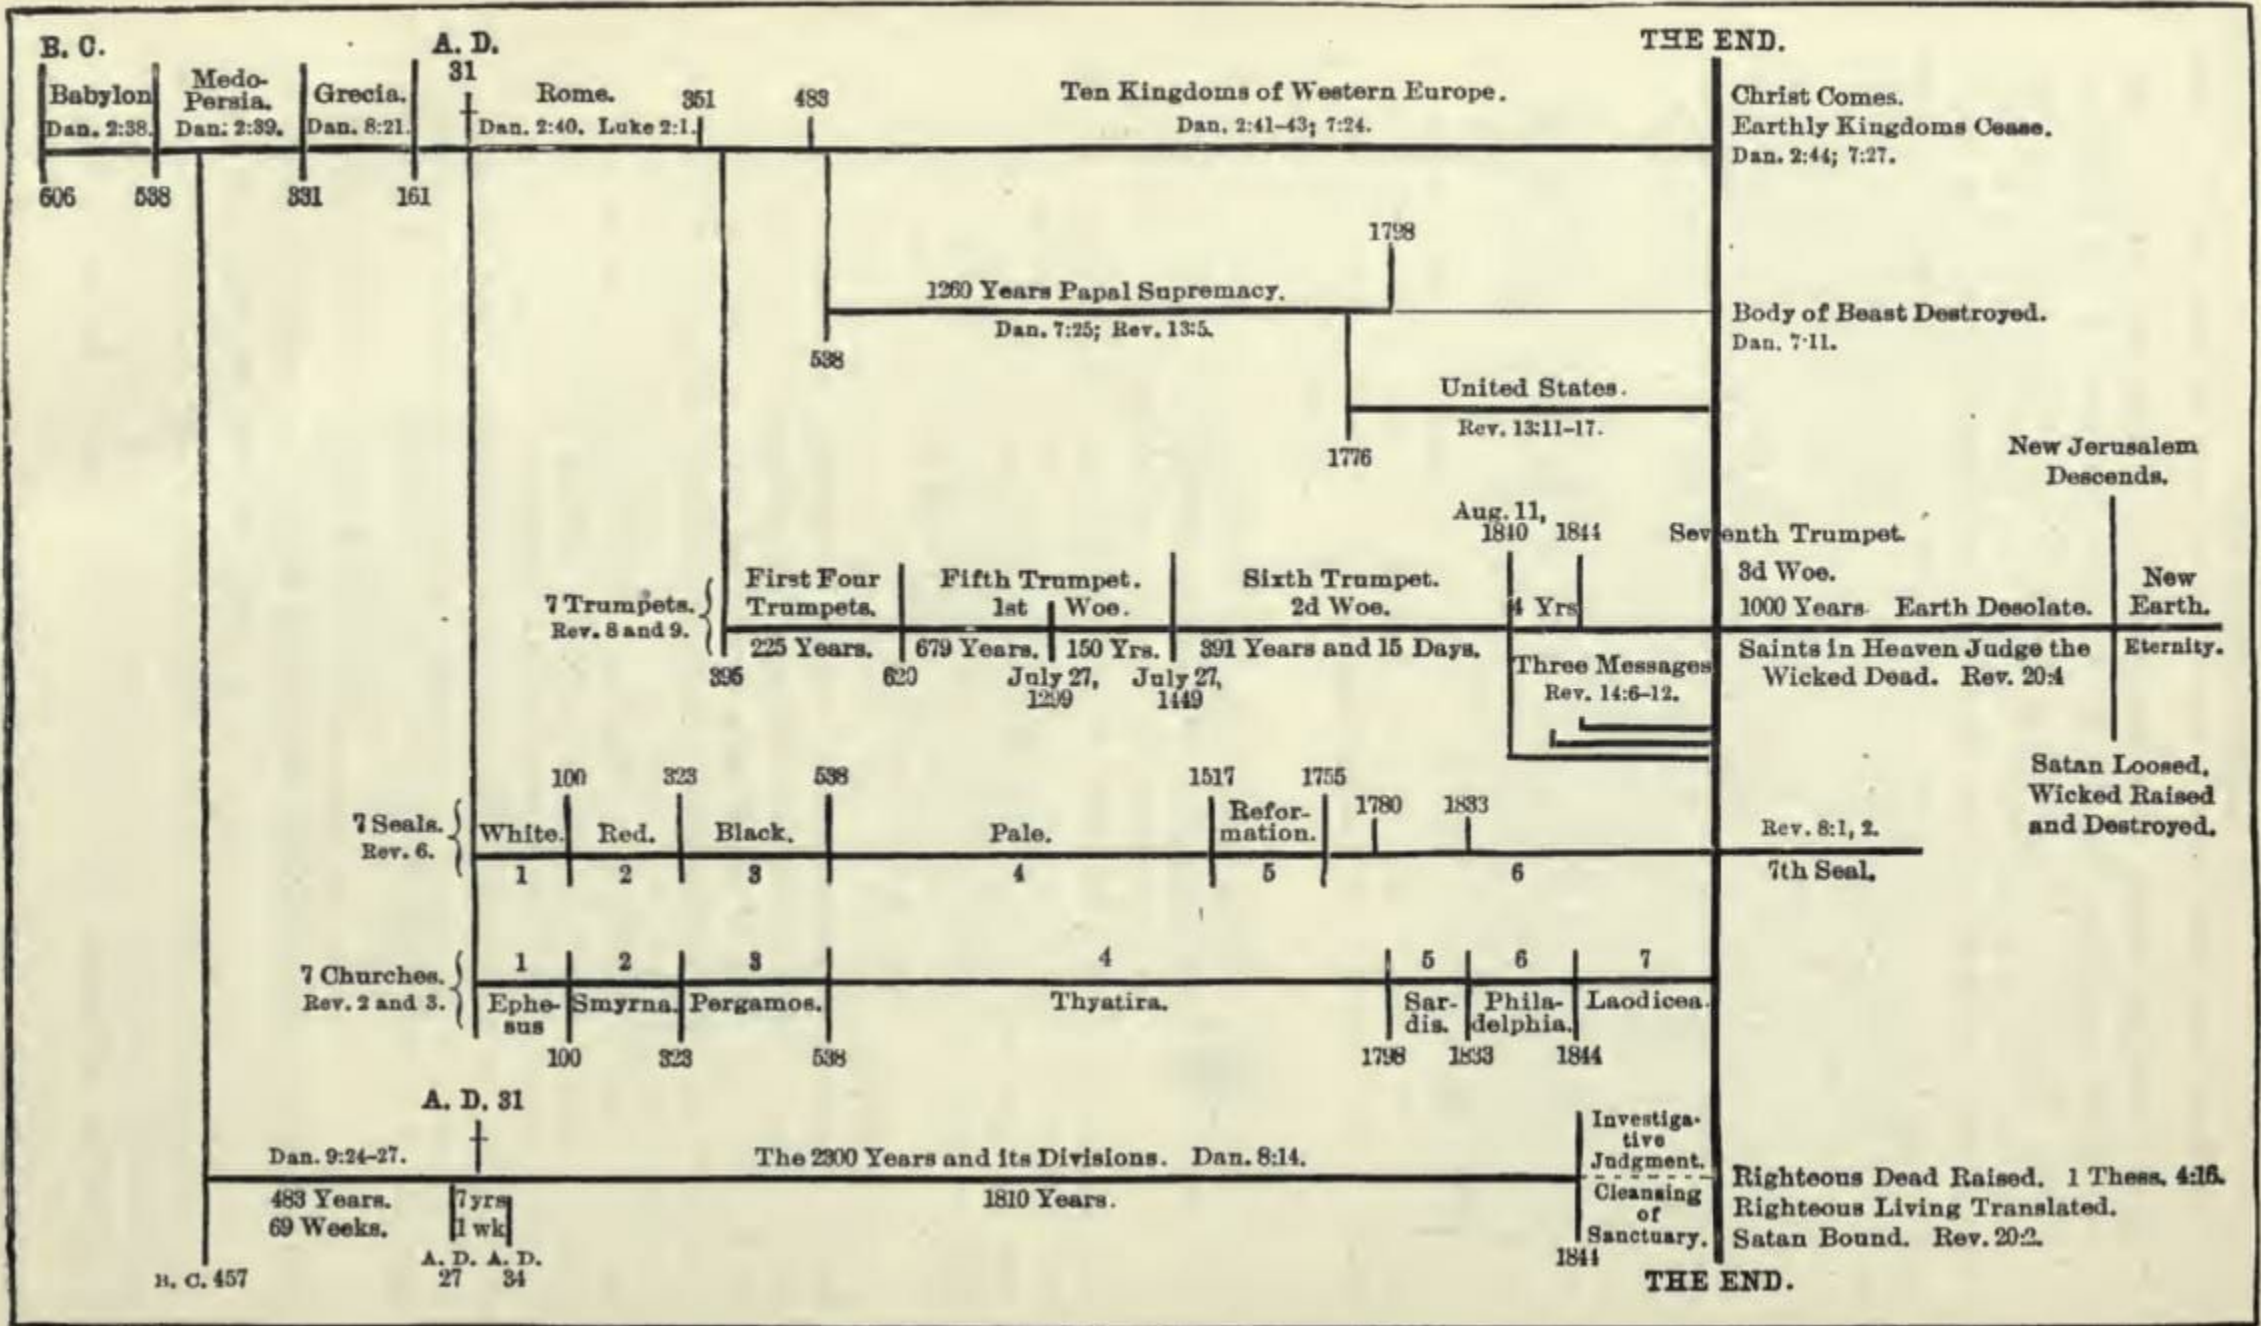 B. C.
A. D.
31
THE END.
Babylon
Dan. 2:38.
Medo-
Persia.
Dan. 2:39.
Grecia.
Dan. 8:21.
Rome.
Dan. 2:40. Luke 2:1.
351
483
Ten Kingdoms of Western Europe.
Dan. 2:41-43; 7:24.
Christ Comes.
Earthly Kingdoms Cease.
Dan. 2:44; 7:27.
606
538
331
161
1798
1260 Years Papal Supremacy.
Dan. 7:25; Rev. 13:5.
538
Body of Beast Destroyed.
Dan. 7:11.
United States.
Rev. 13:11-17.
1776
New Jerusalem
Descends.
Aug. 11,
1840
1844
Seventh Trumpet.
7 Trumpets.
Rev. 8 and 9.
First Four
Trumpets.
225 Years.
Fifth Trumpet.
1st Woe.
679 Years.
150 Yrs.
Sixth Trumpet.
2d Woe.
391 Years and 15 Days.
4 Yrs
3d Woe.
1000 Years Earth Desolate.
Saints in Heaven Judge the
Wicked Dead. Rev. 20:4
New
Earth.
Eternity.
395
620
July 27,
1299
July 27,
1449
Three Messages
Rev. 14:6-12.
Satan Loosed,
Wicked Raised
and Destroyed.
100
323
538
1517
1755
1780
1833
7 Seals.
Rev. 6.
White.
Red.
Black.
Pale.
Refor-
mation.
Rev. 8:1, 2.
1
2
3
4
5
6
7th Seal.
7 Churches.
Rev. 2 and 3.
1
2
3
4
5
6
7
Ephe-
sus
Smyrna.
Pergamos.
Thyatira.
Sar-
dis.
Phila-
delphia.
Laodicea.
100
323
538
1798
1833
1844
A. D. 31
Dan. 9:24-27.
The 2300 Years and its Divisions. Dan. 8:14.
483 Years.
69 Weeks.
7 yrs
1 wk
1810 Years.
Investiga-
tive
Judgment.
Cleansing
of
Sanctuary.
Righteous Dead Raised. 1 Thess. 4:16.
Righteous Living Translated.
Satan Bound. Rev. 20:2.
B. C. 457
A. D.
27
A. D.
34
1844
THE END.